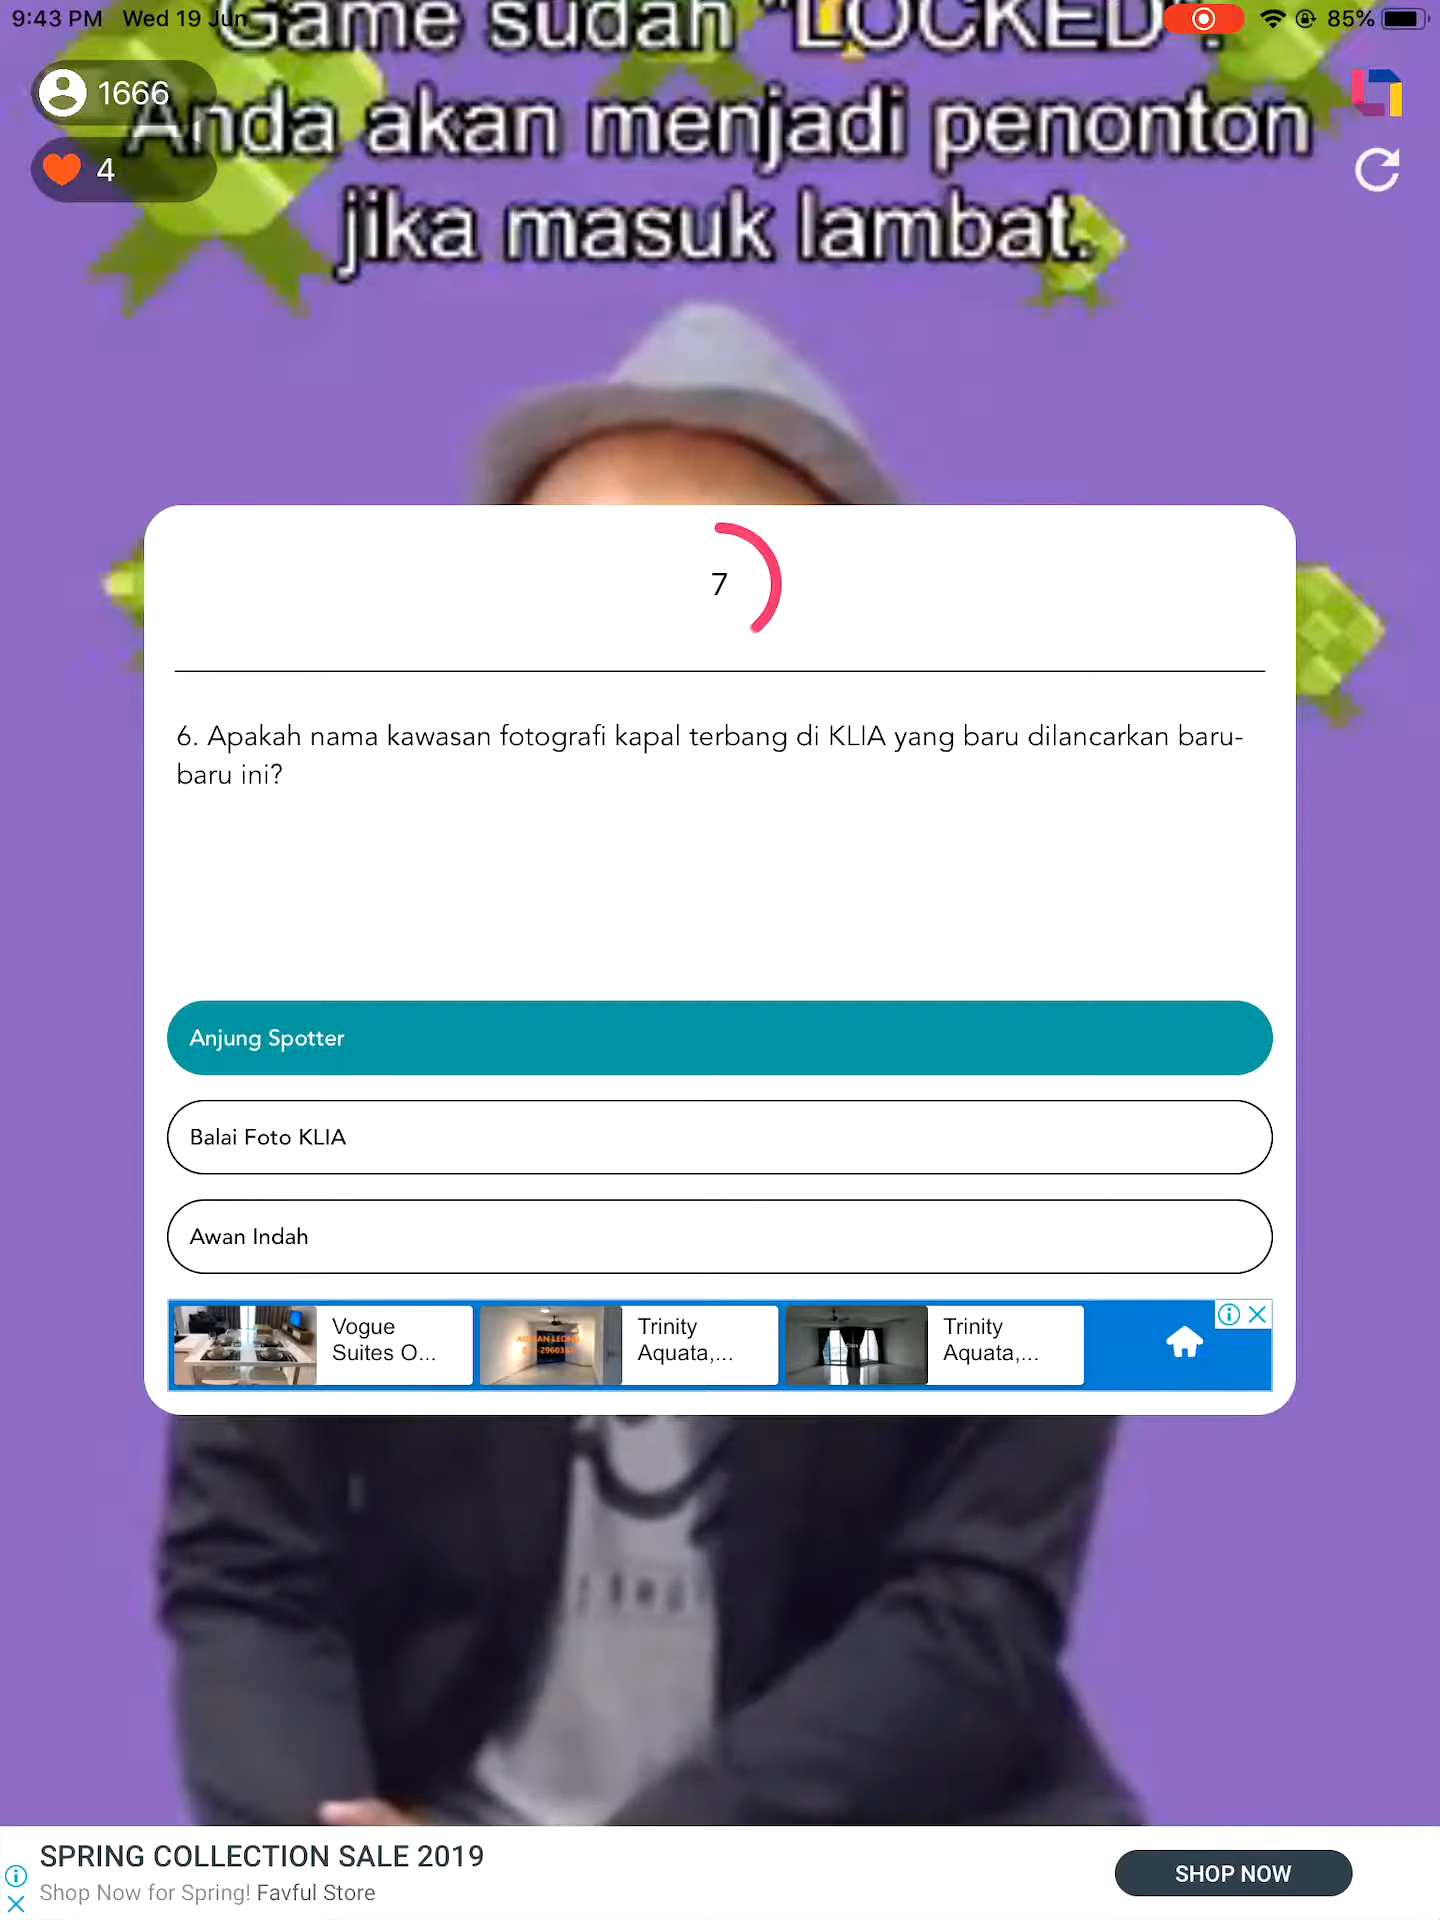 9:43 PM Wed 19 Jun
85%
Game sudah "LOCKED".
1666
Anda akan menjadi penonton
4
jika masuk lambat.
7
6. Apakah nama kawasan fotografi kapal terbang di KLIA yang baru dilancarkan baru-
baru ini?
Anjung Spotter
Balai Foto KLIA
Awan Indah
Vogue
Suites O...
Trinity
Aquata,...
Trinity
Aquata,...
SPRING COLLECTION SALE 2019
Shop Now for Spring! Favful Store
SHOP NOW